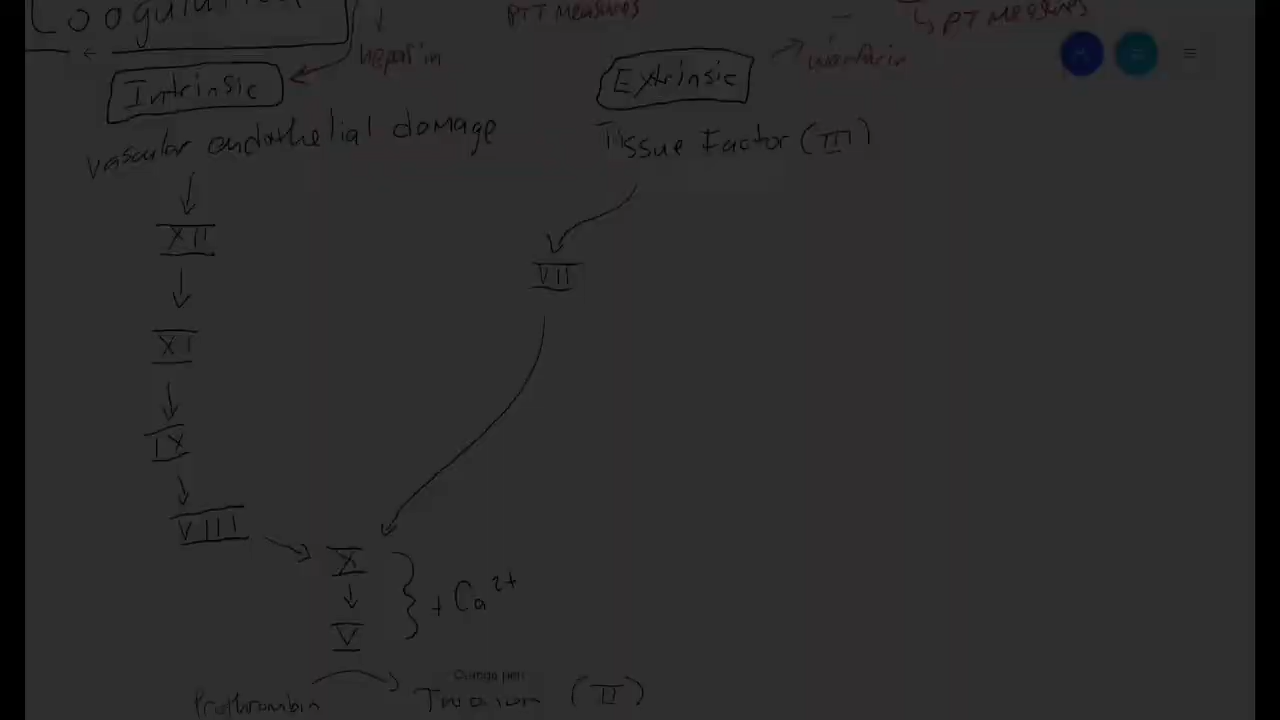 Coagulation
PTT Measures
↳ PT Measures
heparin
warfarin
Intrinsic
Extrinsic
vascular endothelial damage
Tissue Factor (III)
XII
VII
XI
IX
VIII
X
+ Ca²⁺
V
Prothrombin
(II)